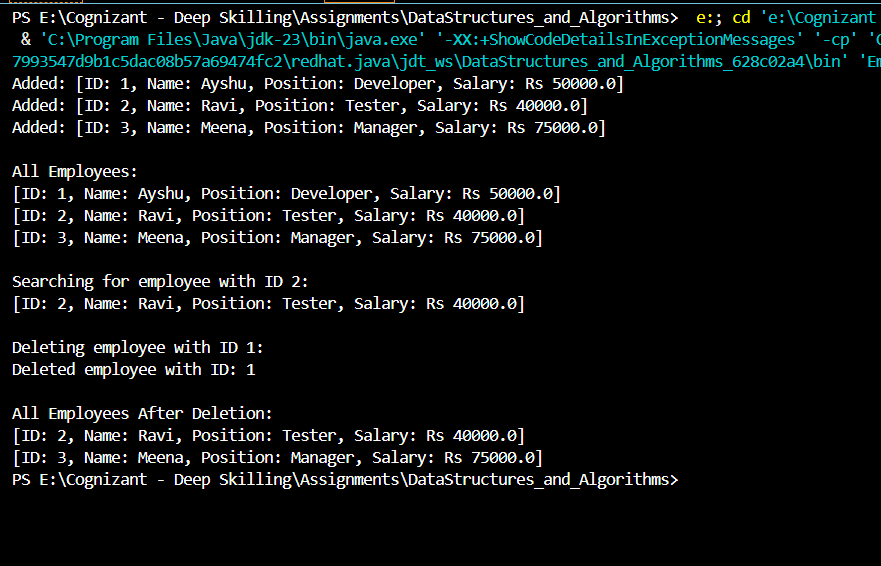 PS E:\Cognizant - Deep Skilling\Assignments\DataStructures_and_Algorithms>  e:; cd 'e:\Cognizant
 & 'C:\Program Files\Java\jdk-23\bin\java.exe' '-XX:+ShowCodeDetailsInExceptionMessages' '-cp' 'C
7993547d9b1c5dac08b57a69474fc2\redhat.java\jdt_ws\DataStructures_and_Algorithms_628c02a4\bin' 'Em
Added: [ID: 1, Name: Ayshu, Position: Developer, Salary: Rs 50000.0]
Added: [ID: 2, Name: Ravi, Position: Tester, Salary: Rs 40000.0]
Added: [ID: 3, Name: Meena, Position: Manager, Salary: Rs 75000.0]

All Employees:
[ID: 1, Name: Ayshu, Position: Developer, Salary: Rs 50000.0]
[ID: 2, Name: Ravi, Position: Tester, Salary: Rs 40000.0]
[ID: 3, Name: Meena, Position: Manager, Salary: Rs 75000.0]

Searching for employee with ID 2:
[ID: 2, Name: Ravi, Position: Tester, Salary: Rs 40000.0]

Deleting employee with ID 1:
Deleted employee with ID: 1

All Employees After Deletion:
[ID: 2, Name: Ravi, Position: Tester, Salary: Rs 40000.0]
[ID: 3, Name: Meena, Position: Manager, Salary: Rs 75000.0]
PS E:\Cognizant - Deep Skilling\Assignments\DataStructures_and_Algorithms>